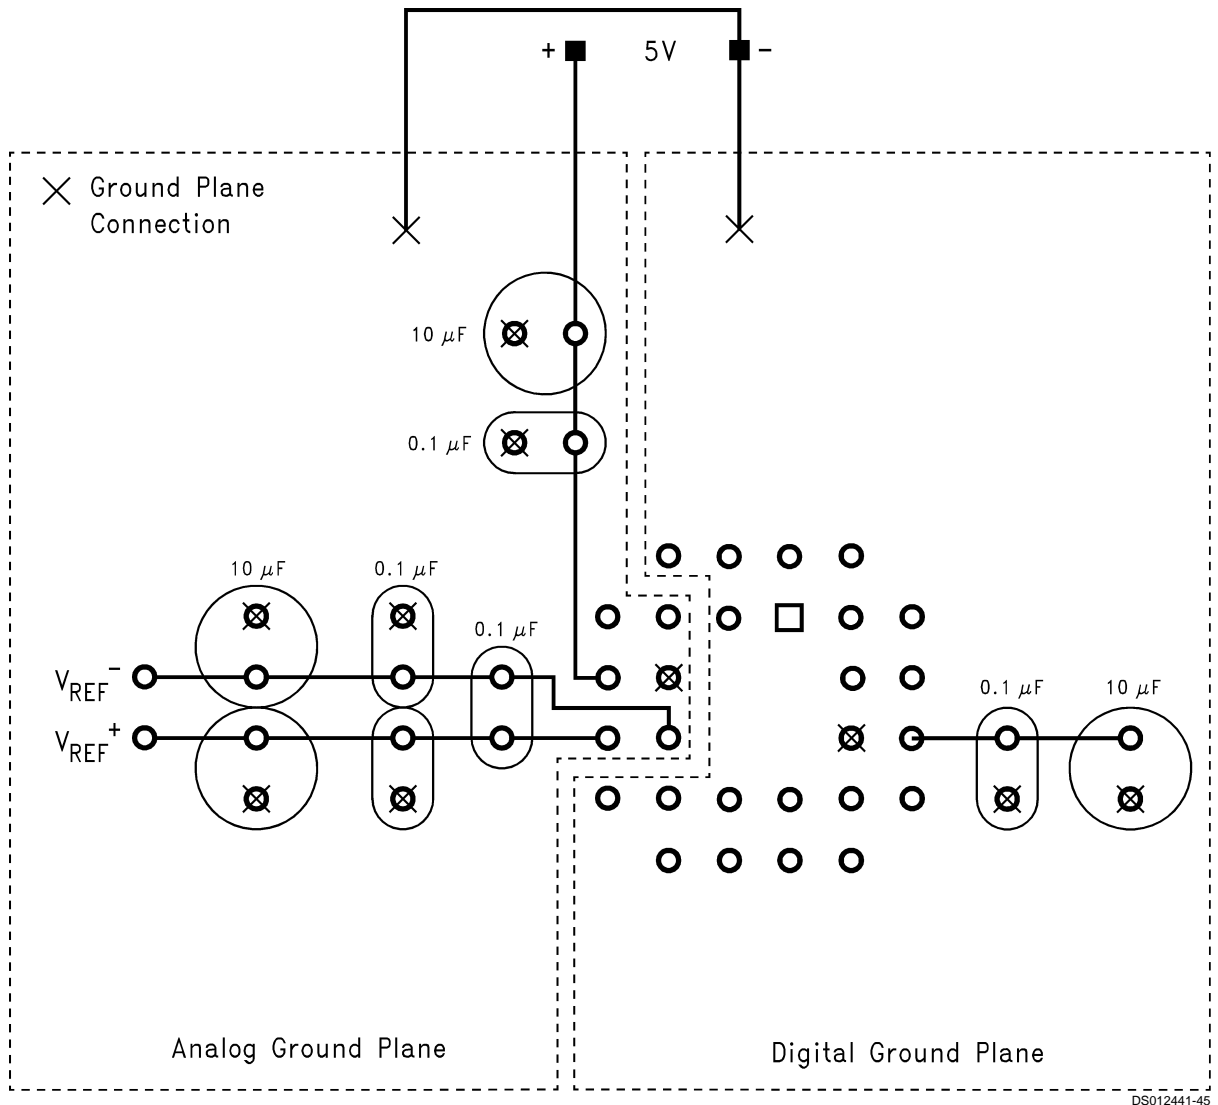 + 5V -
Ground Plane
Connection
10 µF
0.1 µF
10 µF 0.1 µF
0.1 µF
VREF-
VREF+
0.1 µF 10 µF
Analog Ground Plane
Digital Ground Plane
DS012441-45